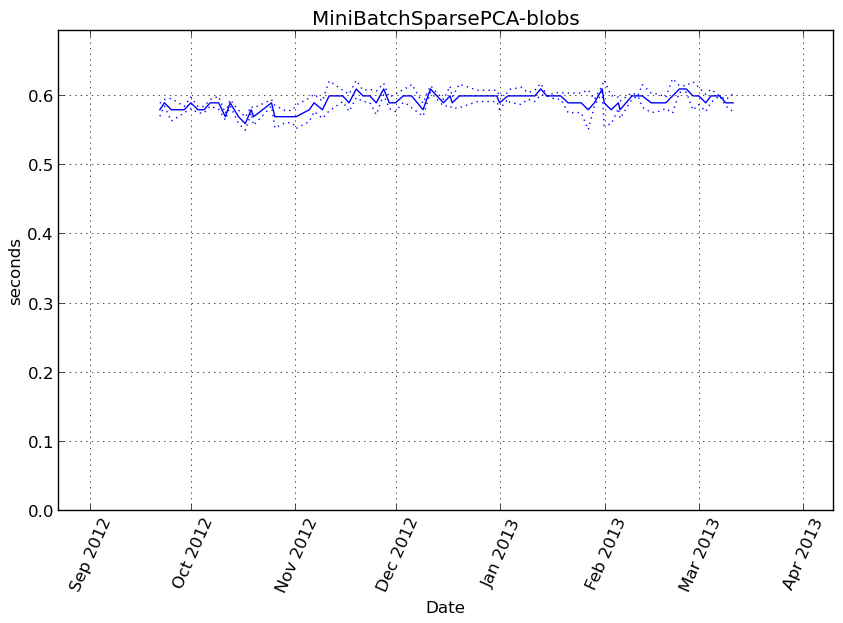 MiniBatchSparsePCA-blobs
0.6
0.5
0.4
0.3
0.2
0.1
0.0
seconds
Sep 2012
Oct 2012
Nov 2012
Dec 2012
Jan 2013
Feb 2013
Mar 2013
Apr 2013
Date